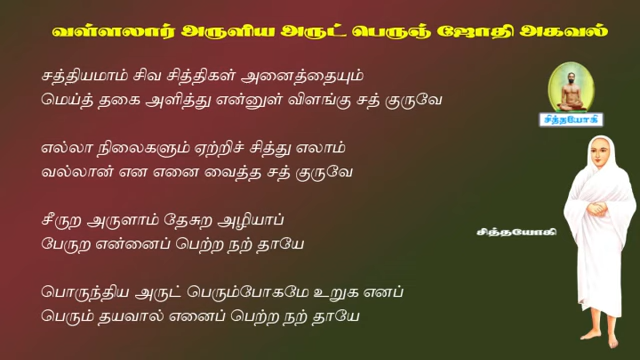 வள்ளலார் அருளிய அருட் பெருஞ் ஜோதி அகவல்
சத்தியமாம் சிவ சித்திகள் அனைத்தையும்
மெய்த் தகை அளித்து என்னுள் விளங்கு சத் குருவே
எல்லா நிலைகளும் ஏற்றிச் சித்து எலாம்
வல்லான் என எனை வைத்த சத் குருவே
சீருற அருளாம் தேசுற அழியாப்
பேருற என்னைப் பெற்ற நற் தாயே
பொருந்திய அருட் பெரும்போகமே உறுக எனப்
பெரும் தயவால் எனைப் பெற்ற நற் தாயே
சித்தயோகி
சித்தயோகி